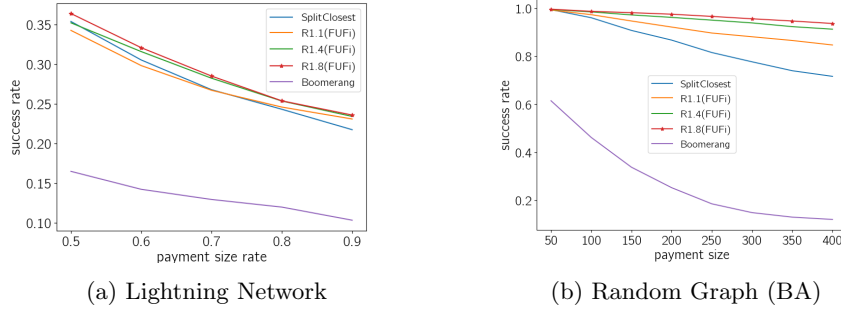 0.35
0.30
0.25
0.20
0.15
0.10
success rate
SplitClosest
R1.1(FUFi)
R1.4(FUFi)
R1.8(FUFi)
Boomerang
0.5 0.6 0.7 0.8 0.9
payment size rate
(a) Lightning Network
1.0
0.8
0.6
0.4
0.2
success rate
SplitClosest
R1.1(FUFi)
R1.4(FUFi)
R1.8(FUFi)
Boomerang
50 100 150 200 250 300 350 400
payment size
(b) Random Graph (BA)